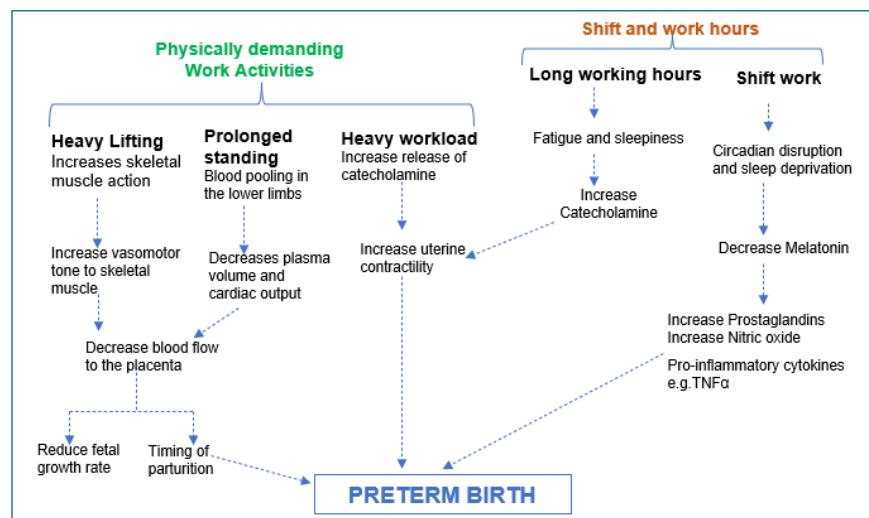 Physically demanding
Work Activities
Heavy Lifting
Increases skeletal
muscle action
Increase vasomotor
tone to skeletal
muscle
Prolonged
standing
Blood pooling in
the lower limbs
Decreases plasma
volume and
cardiac output
Decrease blood flow
to the placenta
Reduce fetal
growth rate
Timing of
parturition
Heavy workload
Increase release of
catecholamine
Increase uterine
contractility
Shift and work hours
Long working hours
Fatigue and sleepiness
Increase
Catecholamine
Shift work
Circadian disruption
and sleep deprivation
Decrease Melatonin
Increase Prostaglandins
Increase Nitric oxide
Pro-inflammatory cytokines
e.g.TNFα
PRETERM BIRTH